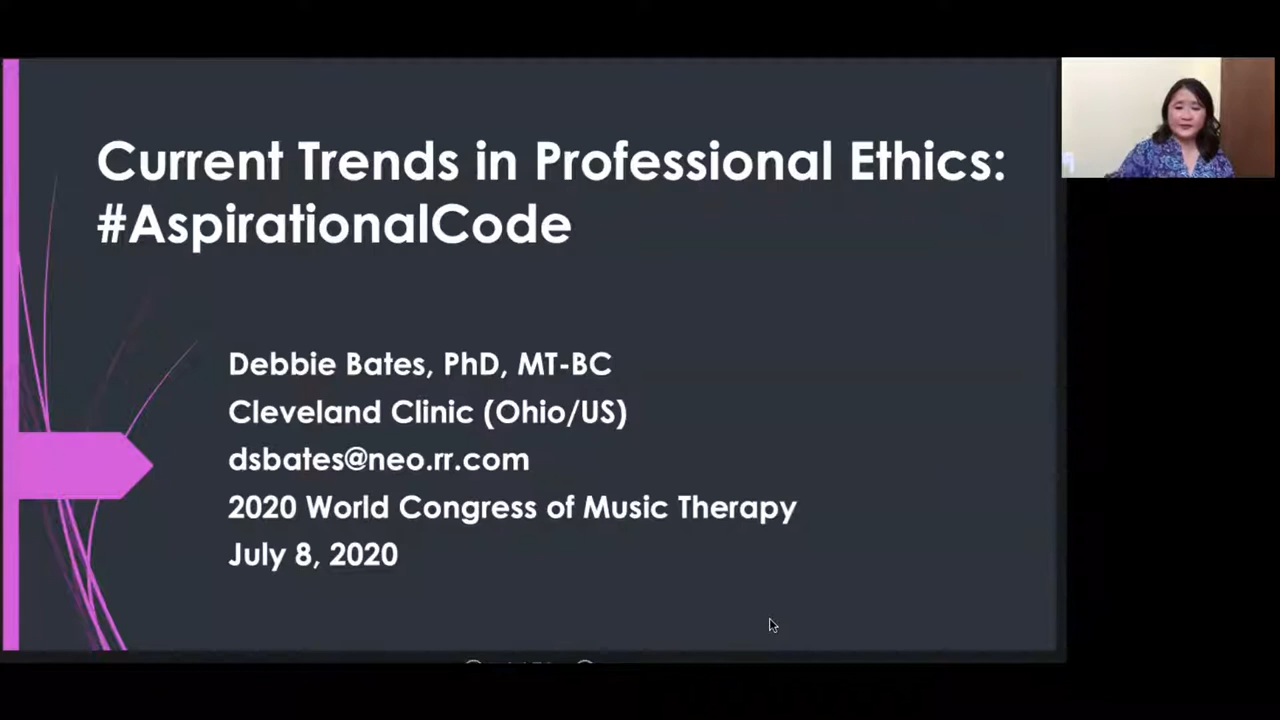 Current Trends in Professional Ethics:
#AspirationalCode
Debbie Bates, PhD, MT-BC
Cleveland Clinic (Ohio/US)
dsbates@neo.rr.com
2020 World Congress of Music Therapy
July 8, 2020